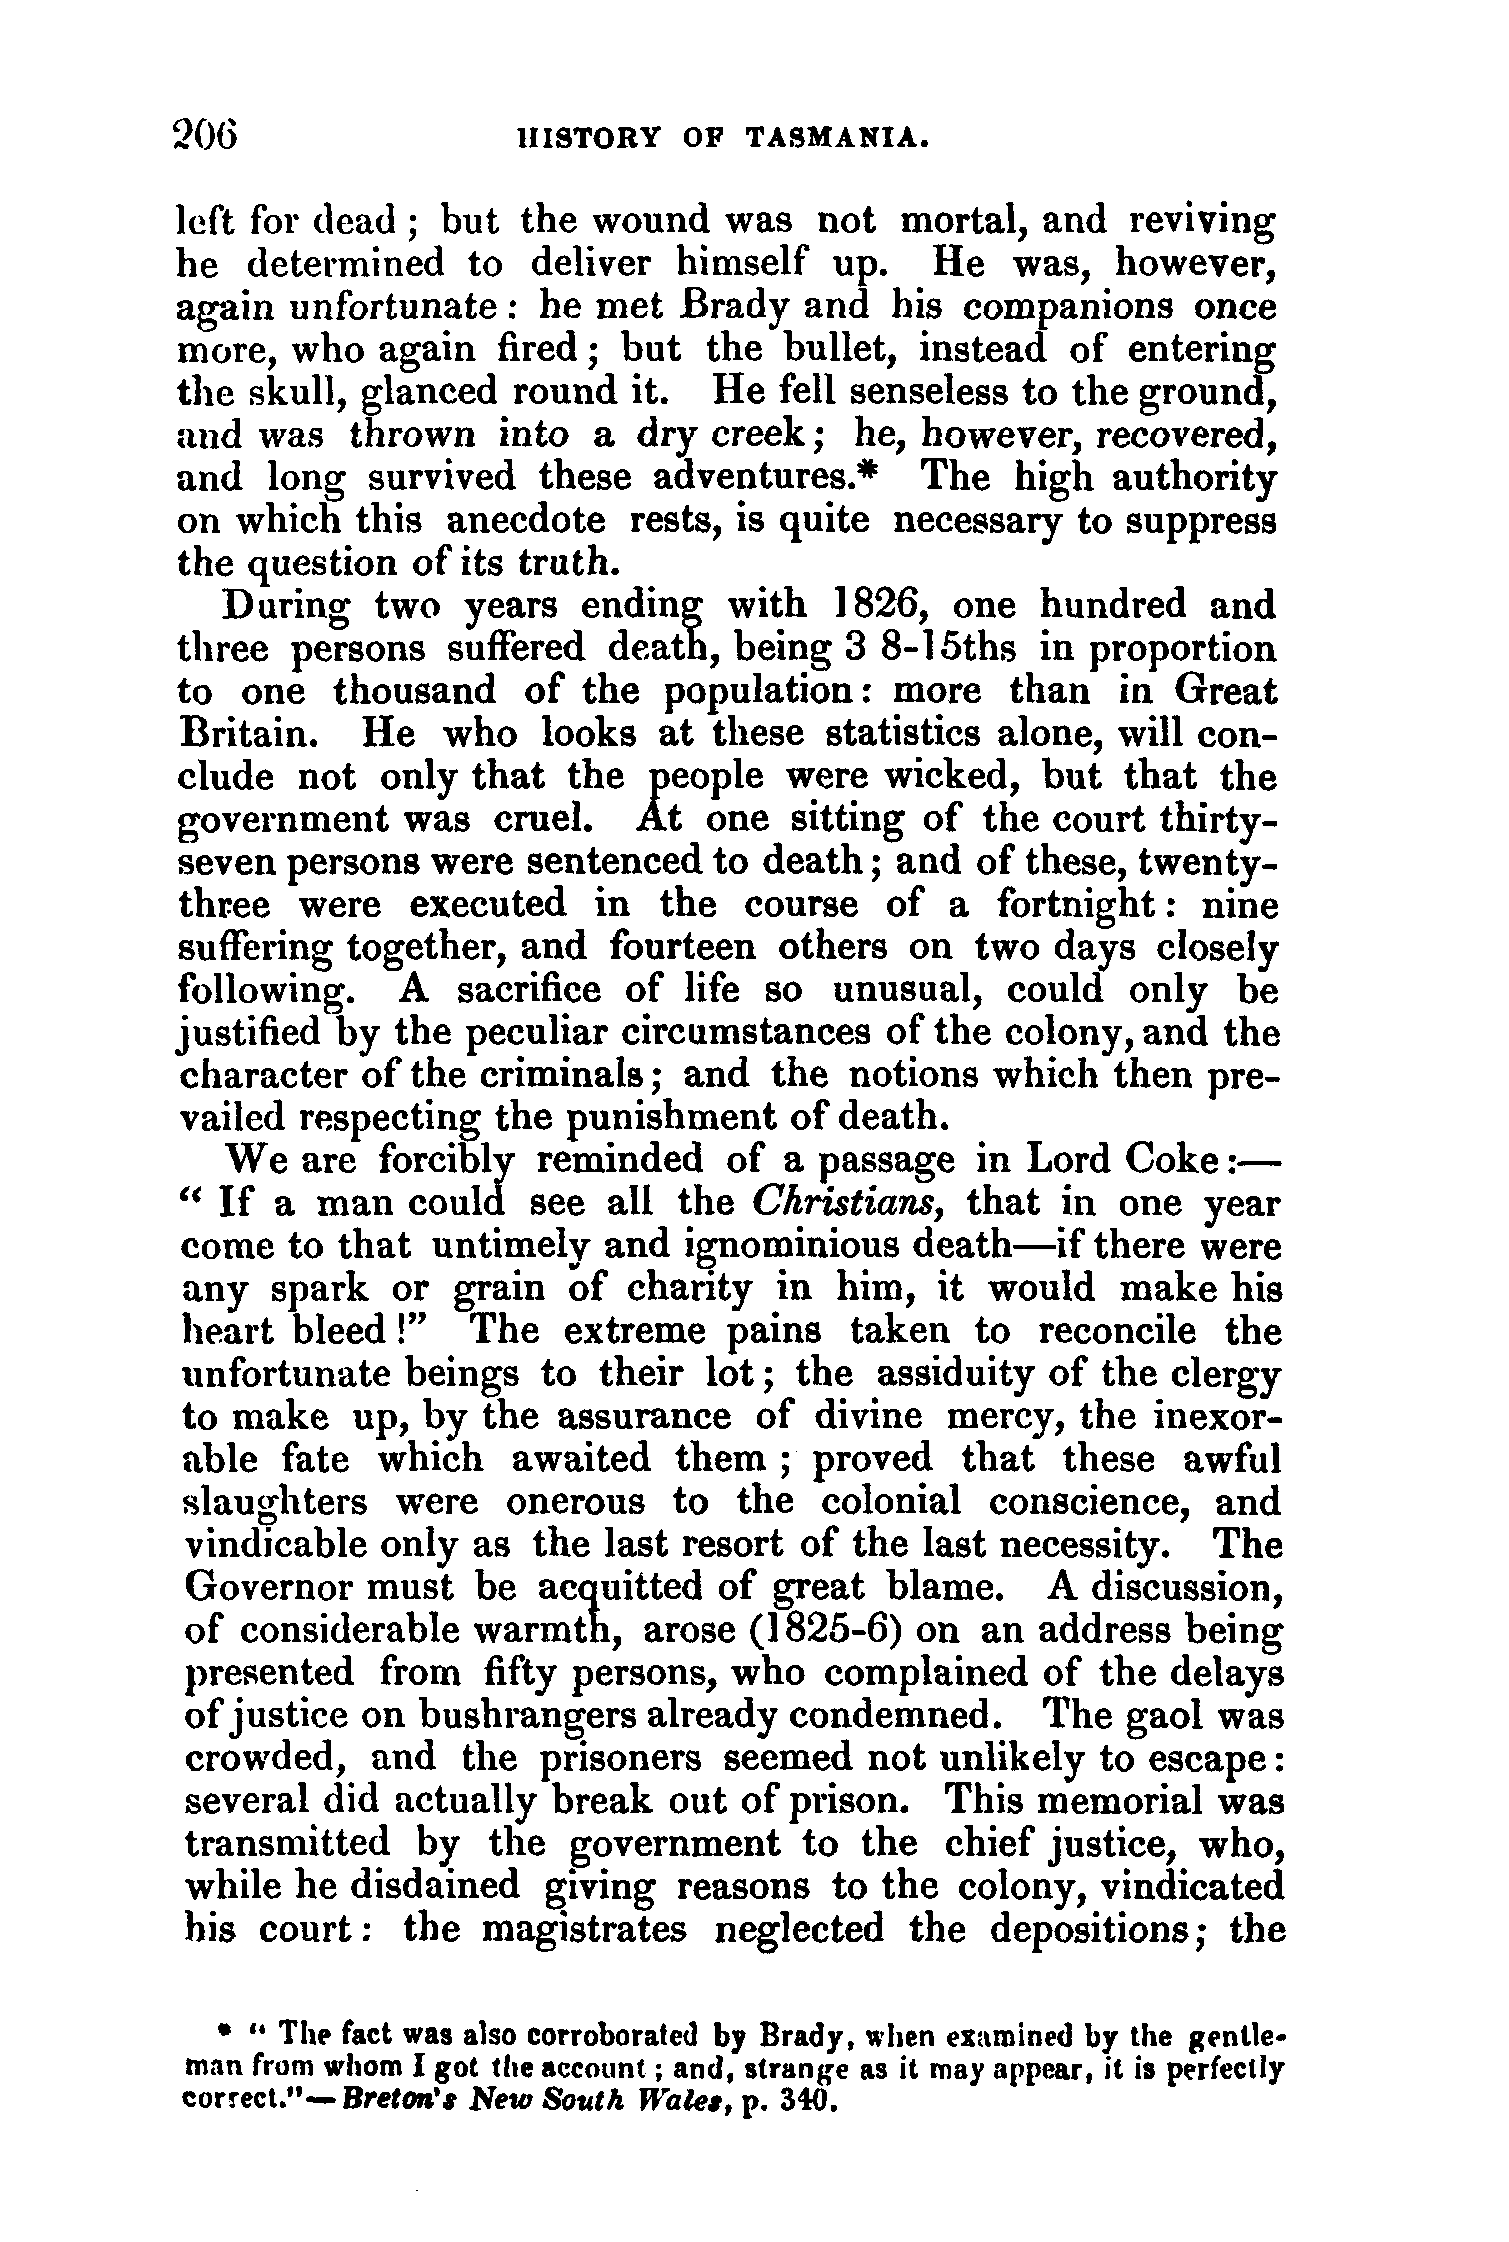 206 HISTORY OF TASMANIA.
left for dead ; but the wound was not mortal, and reviving
he determined to deliver himself up. He was, however,
again unfortunate : he met Brady and his companions once
more, who again fired ; but the bullet, instead of entering
the skull, glanced round it. He fell senseless to the ground,
and was thrown into a dry creek ; he, however, recovered,
and long survived these adventures.* The high authority
on which this anecdote rests, is quite necessary to suppress
the question of its truth.
During two years ending with 1826, one hundred and
three persons suffered death, being 3 8-15ths in proportion
to one thousand of the population : more than in Great
Britain. He who looks at these statistics alone, will con-
clude not only that the people were wicked, but that the
government was cruel. At one sitting of the court thirty-
seven persons were sentenced to death ; and of these, twenty-
three were executed in the course of a fortnight : nine
suffering together, and fourteen others on two days closely
following. A sacrifice of life so unusual, could only be
justified by the peculiar circumstances of the colony, and the
character of the criminals ; and the notions which then pre-
vailed respecting the punishment of death.
We are forcibly reminded of a passage in Lord Coke :—
“ If a man could see all the Christians, that in one year
come to that untimely and ignominious death—if there were
any spark or grain of charity in him, it would make his
heart bleed !” The extreme pains taken to reconcile the
unfortunate beings to their lot ; the assiduity of the clergy
to make up, by the assurance of divine mercy, the inexor-
able fate which awaited them ; proved that these awful
slaughters were onerous to the colonial conscience, and
vindicable only as the last resort of the last necessity. The
Governor must be acquitted of great blame. A discussion,
of considerable warmth, arose (1825-6) on an address being
presented from fifty persons, who complained of the delays
of justice on bushrangers already condemned. The gaol was
crowded, and the prisoners seemed not unlikely to escape :
several did actually break out of prison. This memorial was
transmitted by the government to the chief justice, who,
while he disdained giving reasons to the colony, vindicated
his court : the magistrates neglected the depositions ; the
* “ The fact was also corroborated by Brady, when examined by the gentle-
man from whom I got the account ; and, strange as it may appear, it is perfectly
correct.”—Breton's New South Wales, p. 340.